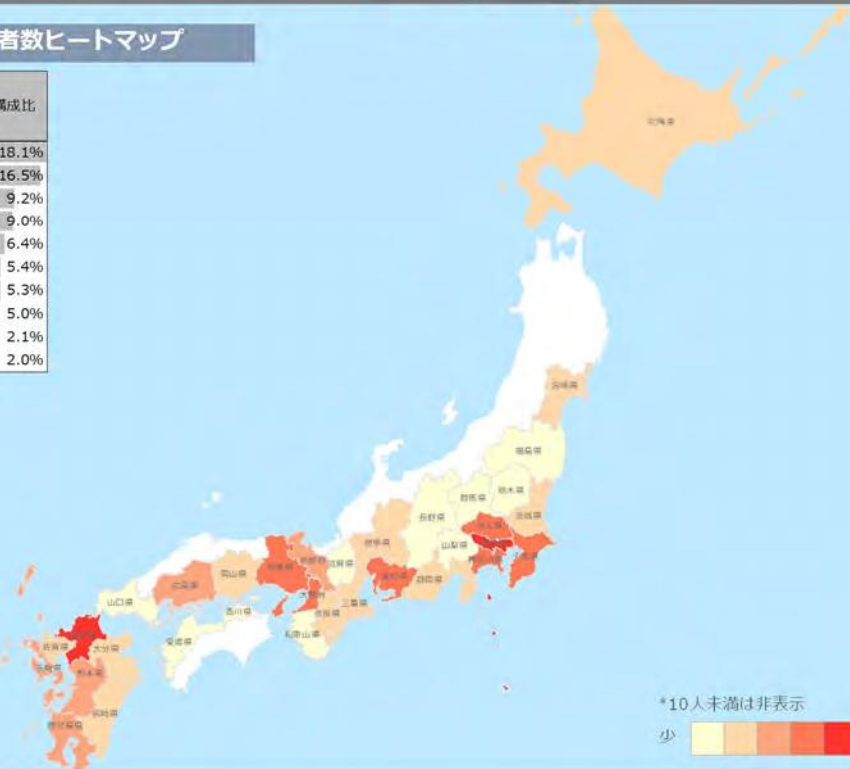 者数ヒートマップ
構成比
18.1%
16.5%
9.2%
9.0%
6.4%
5.4%
5.3%
5.0%
2.1%
2.0%
北海道
宮城県
福島県
栃木県
群馬県
茨城県
長野県
埼玉県
山梨県
岐阜県
静岡県
愛知県
三重県
滋賀県
京都府
兵庫県
大阪府
奈良県
和歌山県
岡山県
広島県
山口県
香川県
愛媛県
佐賀県
大分県
長崎県
熊本県
宮崎県
鹿児島県
*10人未満は非表示
少